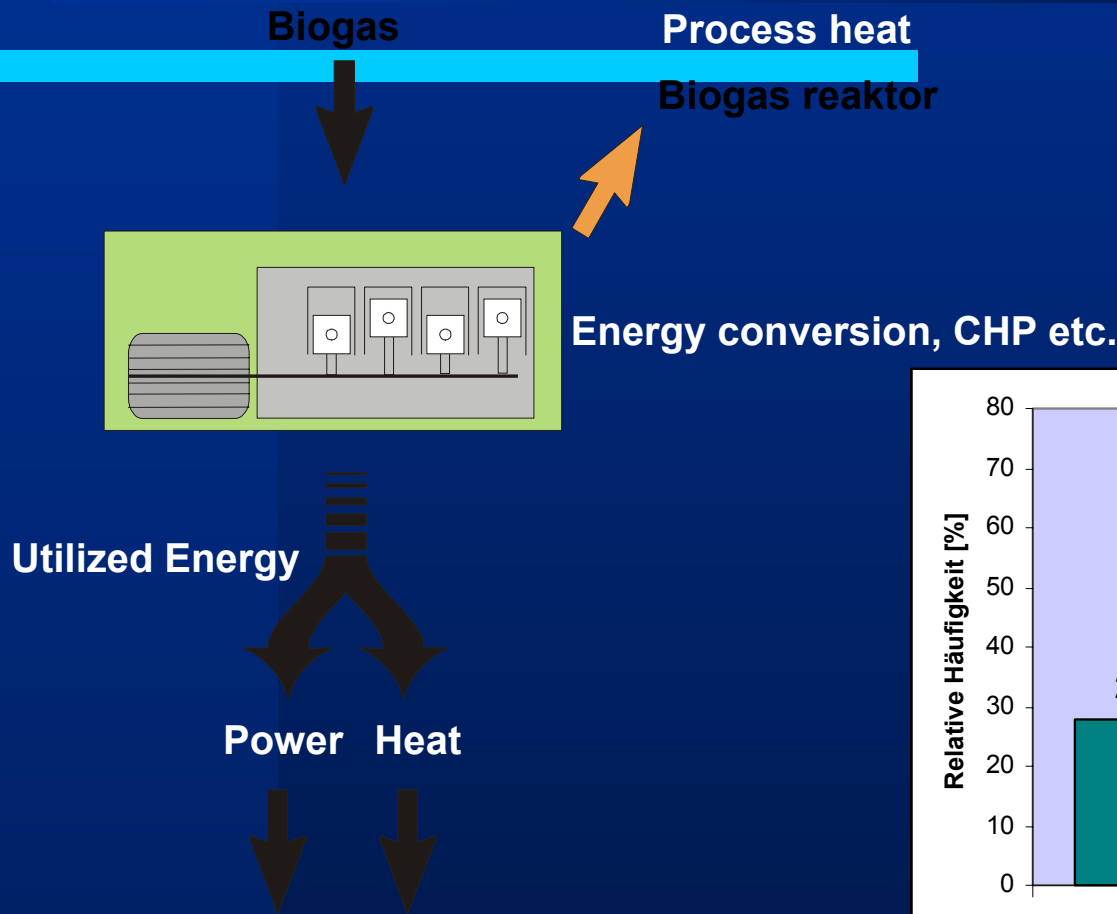 Biogas
Process heat
Biogas reaktor
Energy conversion, CHP etc.
Utilized Energy
Power Heat
Relative Häufigkeit [%]
80
70
60
50
40
30
20
10
0